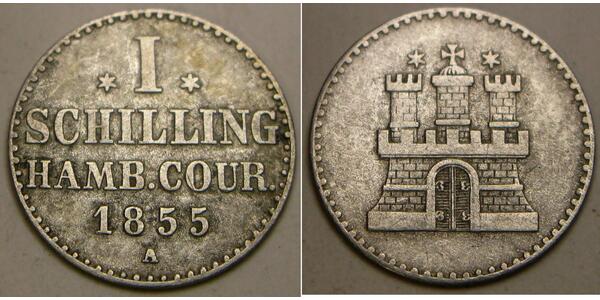 * I *
SCHILLING
HAMB. COUR.
1855
A